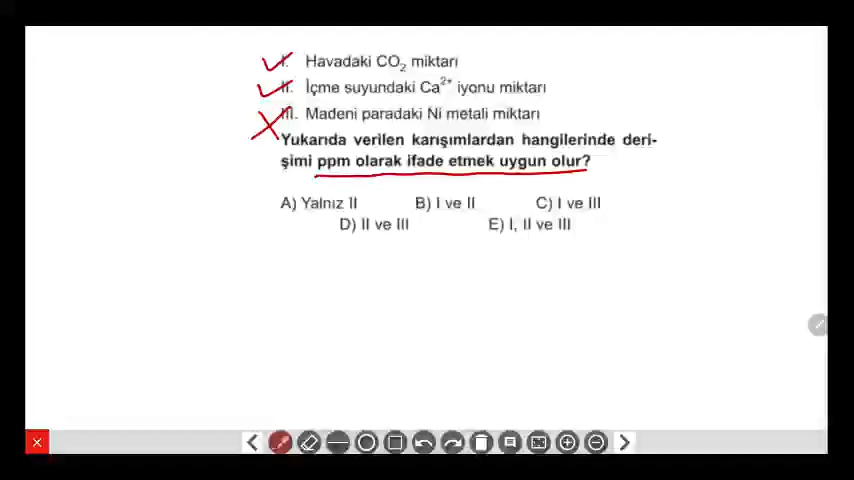 I. Havadaki CO₂ miktarı
II. İçme suyundaki Ca²⁺ iyonu miktarı
III. Madeni paradaki Ni metali miktarı
Yukarıda verilen karışımlardan hangilerinde deri-
şimi ppm olarak ifade etmek uygun olur?
A) Yalnız II B) I ve II C) I ve III
D) II ve III E) I, II ve III